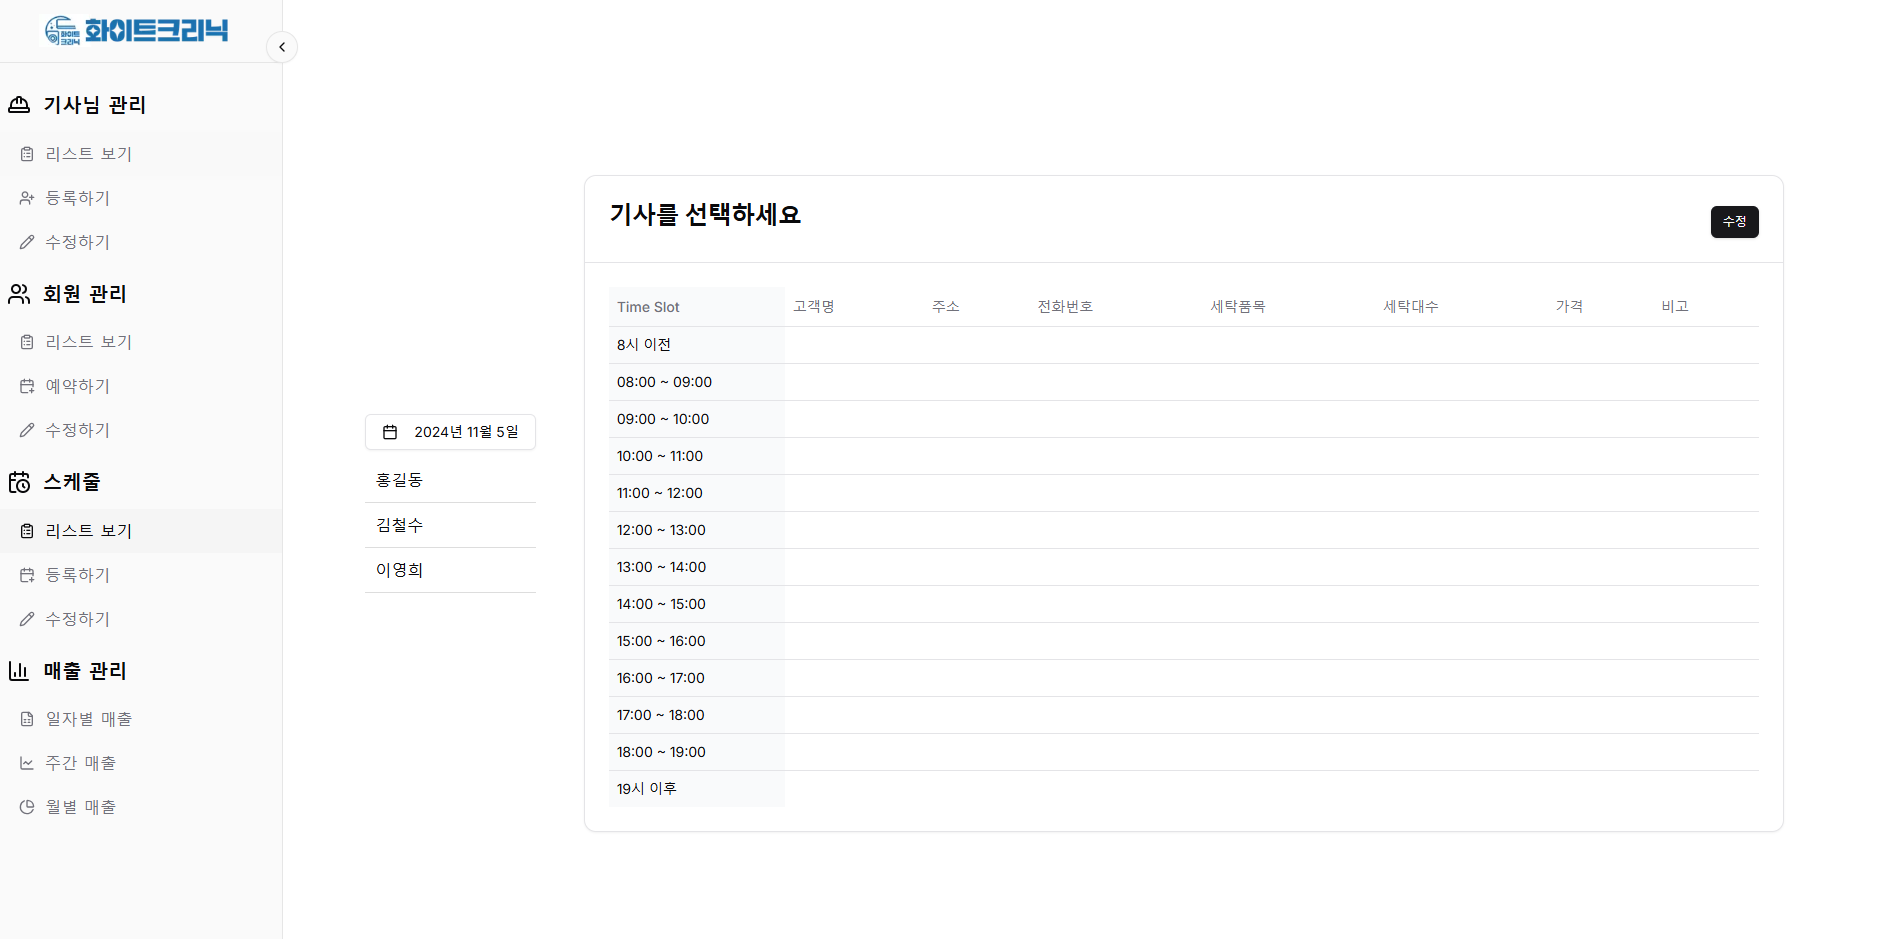 화이트
크리닉
화이트크리닉
기사님 관리
리스트 보기
등록하기
수정하기
회원 관리
리스트 보기
예약하기
수정하기
스케줄
리스트 보기
등록하기
수정하기
매출 관리
일자별 매출
주간 매출
월별 매출
2024년 11월 5일
홍길동
김철수
이영희
기사를 선택하세요
수정
Time Slot 고객명 주소 전화번호 세탁품목 세탁대수 가격 비고
8시 이전
08:00 ~ 09:00
09:00 ~ 10:00
10:00 ~ 11:00
11:00 ~ 12:00
12:00 ~ 13:00
13:00 ~ 14:00
14:00 ~ 15:00
15:00 ~ 16:00
16:00 ~ 17:00
17:00 ~ 18:00
18:00 ~ 19:00
19시 이후